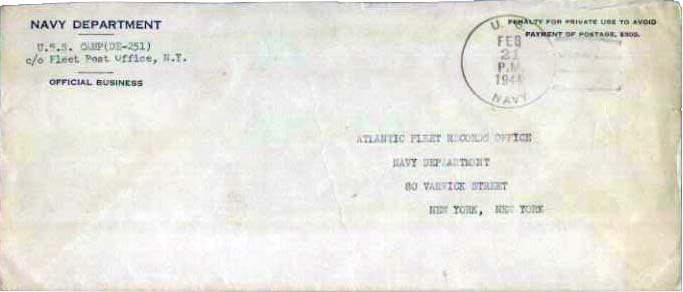 NAVY DEPARTMENT
U.S.S. CAMP(DE-251)
c/o Fleet Post Office, N.Y.
OFFICIAL BUSINESS
PENALTY FOR PRIVATE USE TO AVOID
PAYMENT OF POSTAGE, $300.
U. S.
FEB
21
P.M.
1944
NAVY
ATLANTIC FLEET RECORDS OFFICE
NAVY DEPARTMENT
80 VARICK STREET
NEW YORK, NEW YORK